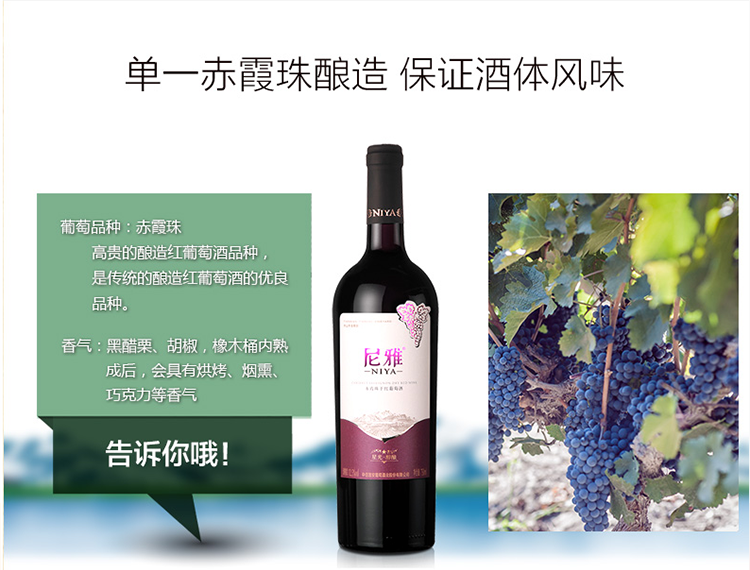 单一赤霞珠酿造 保证酒体风味
葡萄品种：赤霞珠
高贵的酿造红葡萄酒品种，
是传统的酿造红葡萄酒的优良
品种。
香气：黑醋栗、胡椒，橡木桶内熟
成后，会具有烘烤、烟熏、
巧克力等香气
告诉你哦！
NIYA
尼雅
NIYA